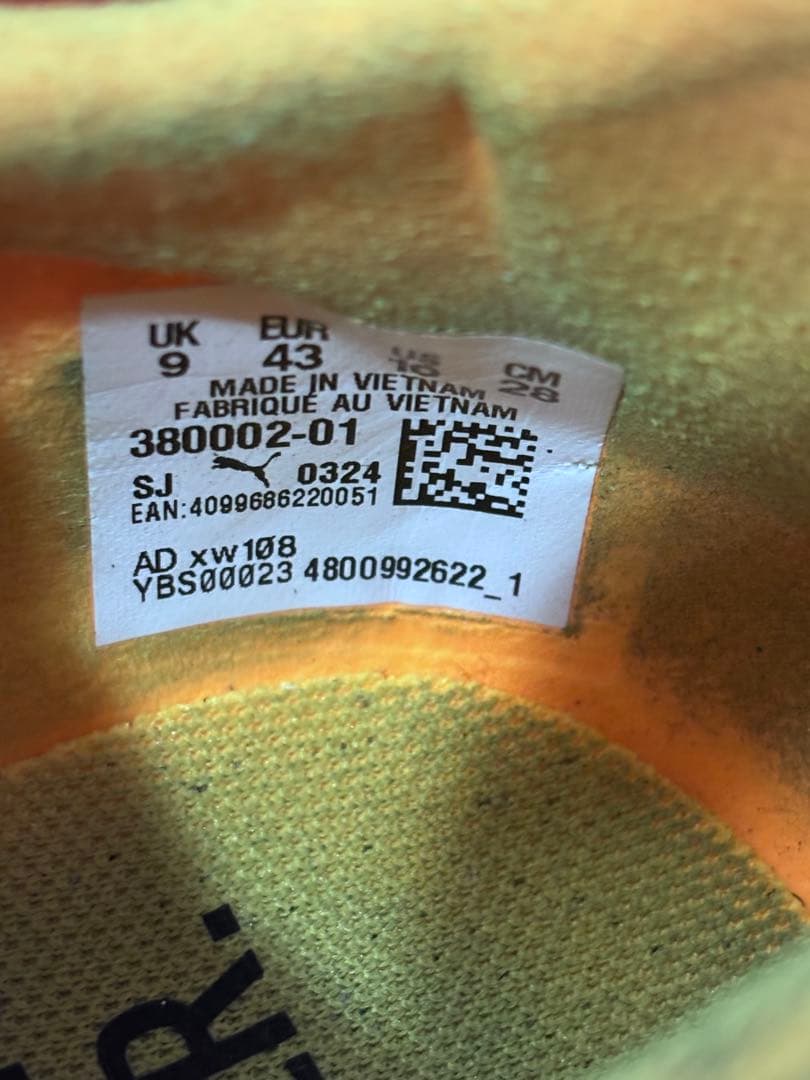 UK EUR US CM
9 43 10 28
MADE IN VIETNAM
FABRIQUÉ AU VIETNAM
380002-01
SJ 0324
EAN:4099686220051
AD XW108
YBS00023 4800992622_1
R.